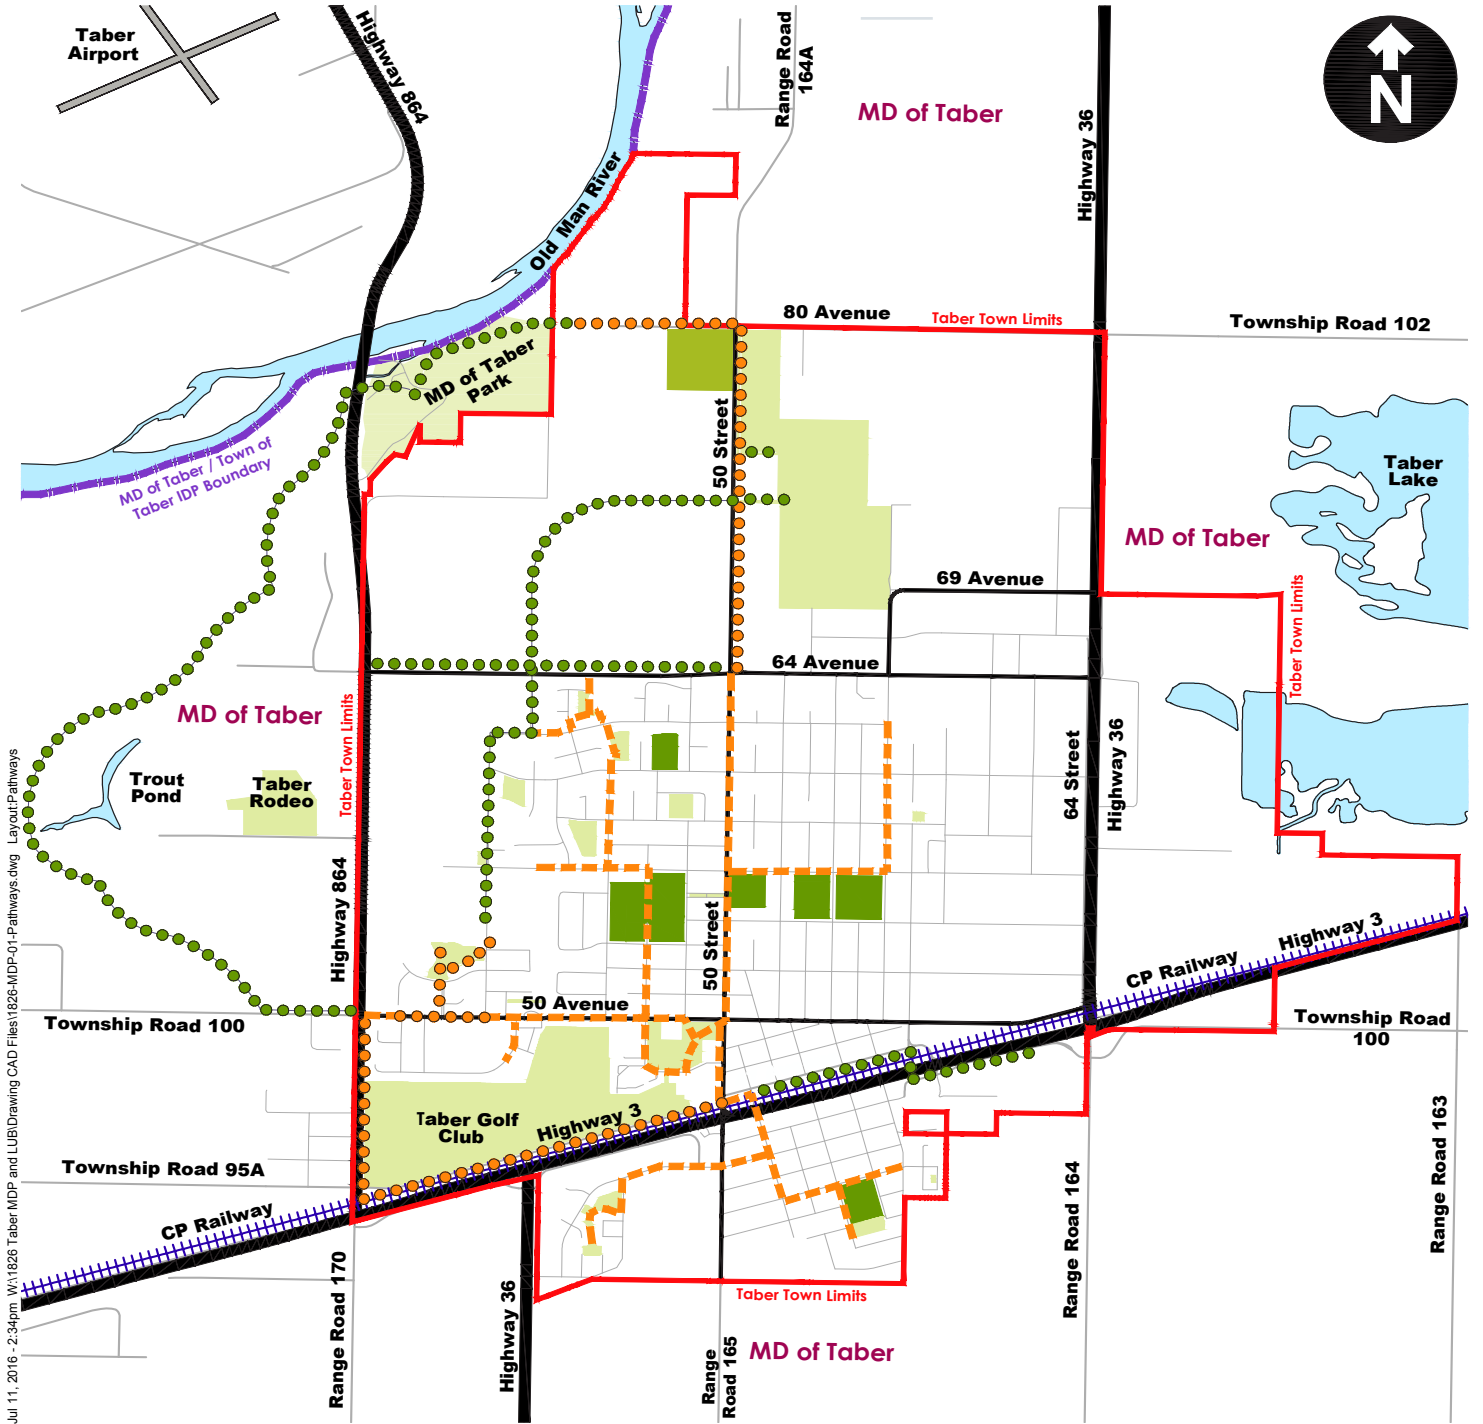 Taber
Airport
Highway 864
Old Man River
Range Road
164A
MD of Taber
Highway 36
N
80 Avenue
Taber Town Limits
Township Road 102
MD of Taber
Park
50 Street
MD of Taber / Town of
Taber IDP Boundary
Taber
Lake
MD of Taber
69 Avenue
Taber Town Limits
64 Avenue
MD of Taber
Taber Town Limits
Trout
Pond
Taber
Rodeo
64 Street
Highway 36
Highway 864
50 Street
Highway 3
CP Railway
50 Avenue
Township Road 100
Township Road
100
Taber Golf
Club
Highway 3
Township Road 95A
CP Railway
Range Road 170
Highway 36
Range
Road 165
Range Road 164
Range Road 163
Taber Town Limits
MD of Taber
Jul 11, 2016 - 2:34pm W:\1826 Taber MDP and LUB\Drawing CAD Files\1826-MDP-01-Pathways.dwg Layout:Pathways